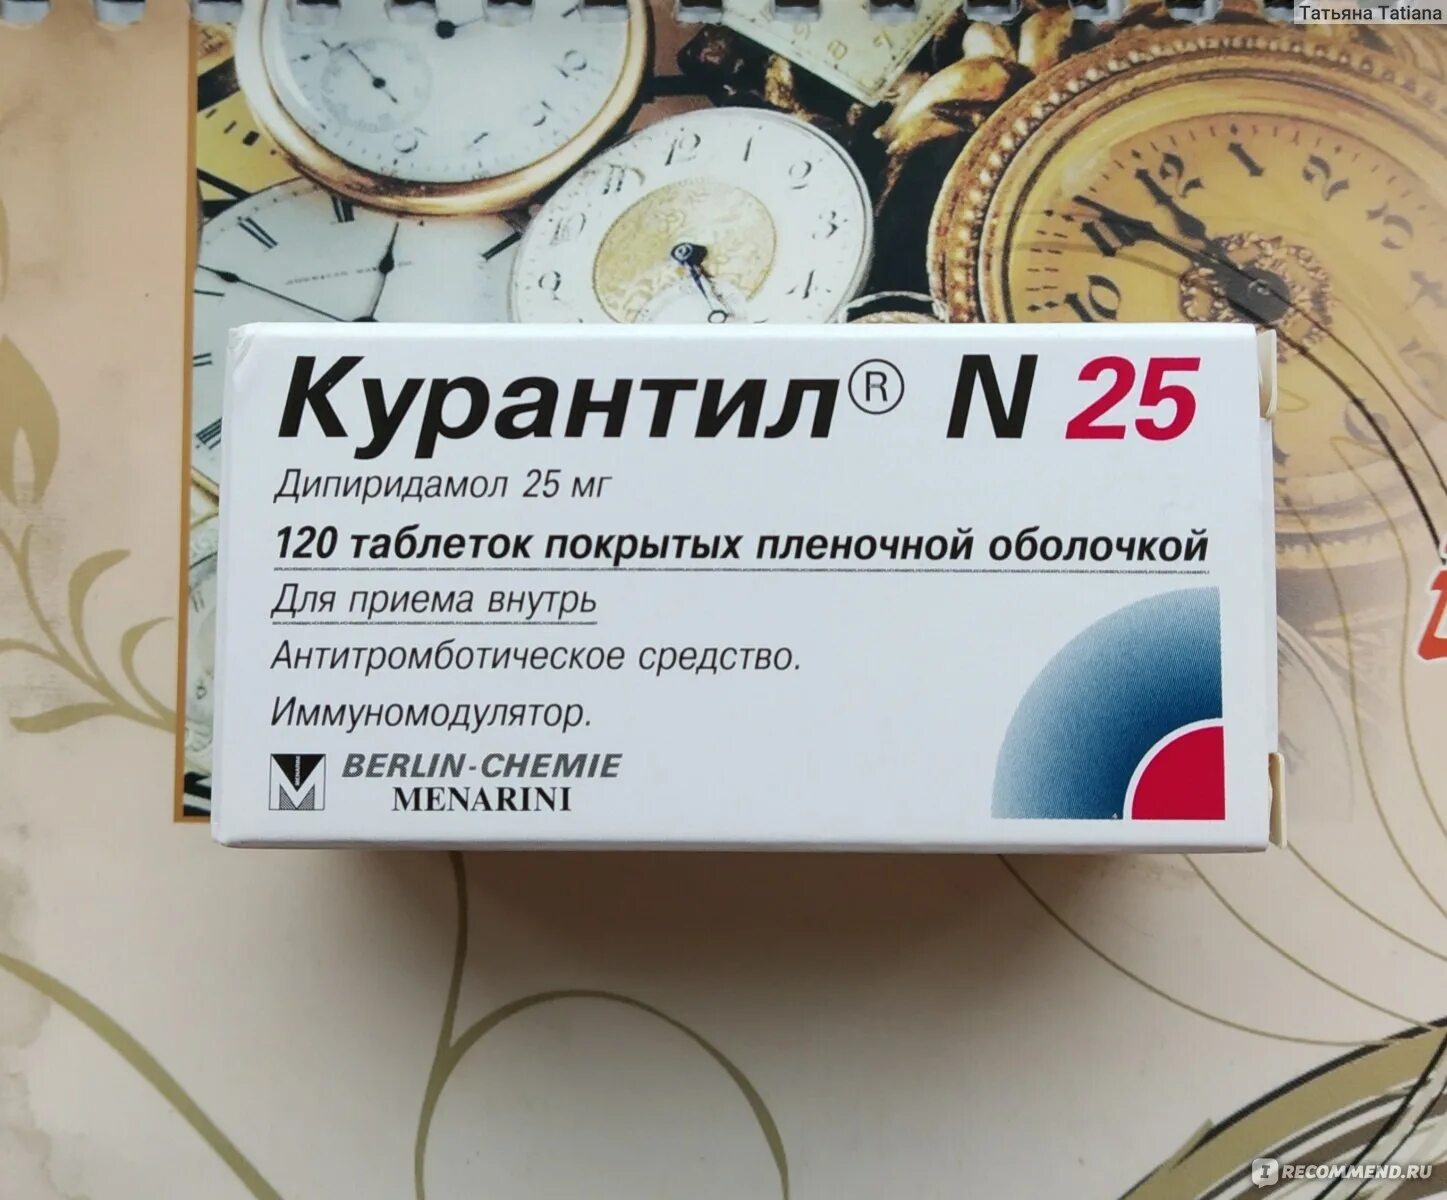 Татьяна Tatiana
Курантил® N 25
Дипиридамол 25 мг
120 таблеток покрытых пленочной оболочкой
Для приема внутрь
Антитромботическое средство.
Иммуномодулятор.
BERLIN-CHEMIE
MENARINI
RECOMMEND.RU